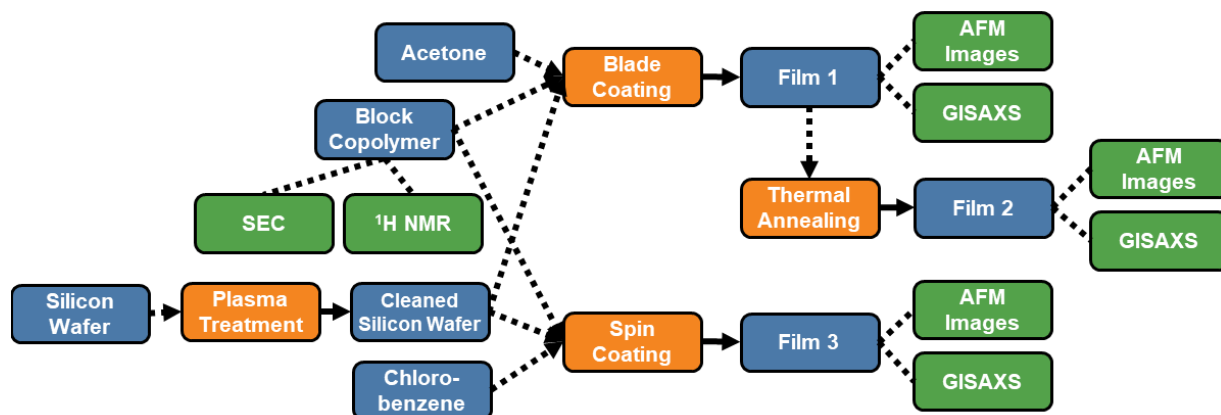 Acetone
Blade
Coating
Film 1
AFM
Images
GISAXS
Block
Copolymer
SEC
¹H NMR
Thermal
Annealing
Film 2
AFM
Images
GISAXS
Silicon
Wafer
Plasma
Treatment
Cleaned
Silicon Wafer
Chloro-
benzene
Spin
Coating
Film 3
AFM
Images
GISAXS